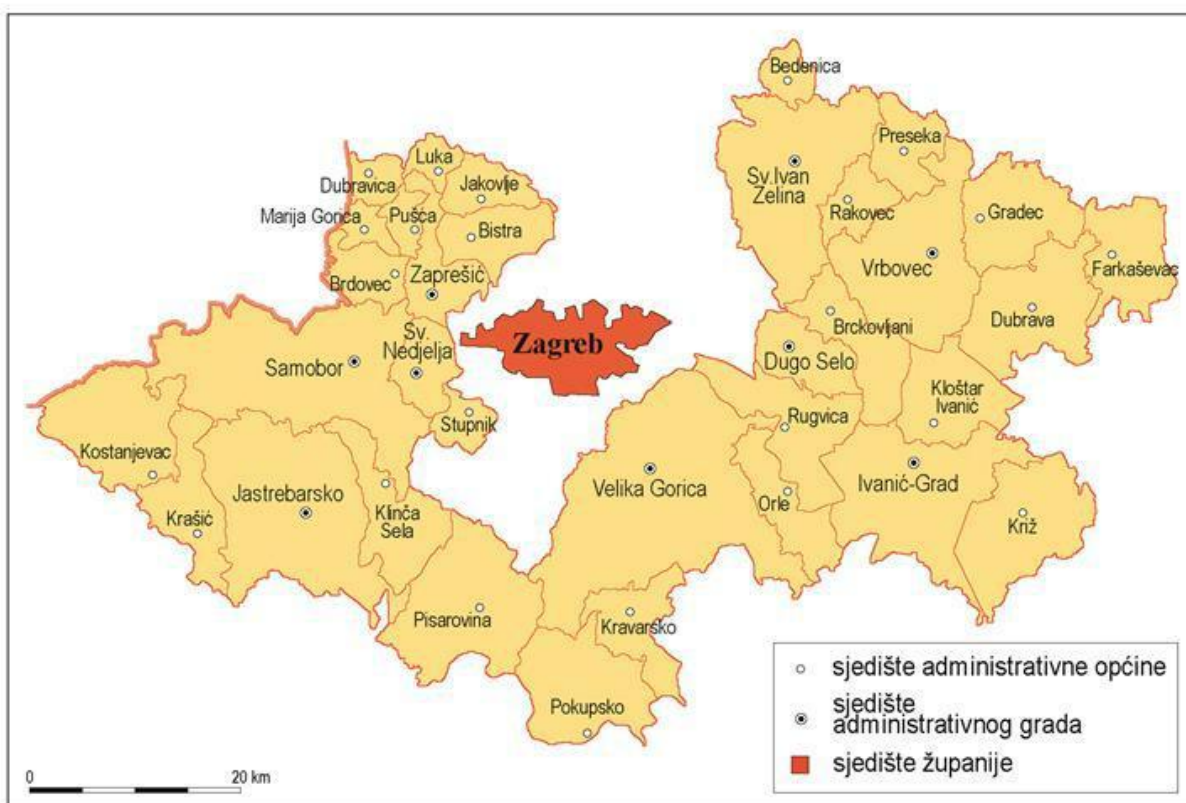 Bedenica
Preseka
Luka
Dubravica
Jakovlje
Sv.Ivan
Zelina
Marija Gorica
Pušća
Rakovec
Gradec
Bistra
Vrbovec
Farkaševac
Brdovec
Zaprešić
Brckovljani
Dubrava
Sv.
Nedjelja
Zagreb
Samobor
Dugo Selo
Kloštar
Ivanić
Stupnik
Rugvica
Kostanjevac
Velika Gorica
Ivanić-Grad
Jastrebarsko
Orle
Klinča
Sela
Krašić
Križ
Pisarovina
Kravarsko
Pokupsko
sjedište administrativne općine
sjedište
administrativnog grada
sjedište županije
0 20 km